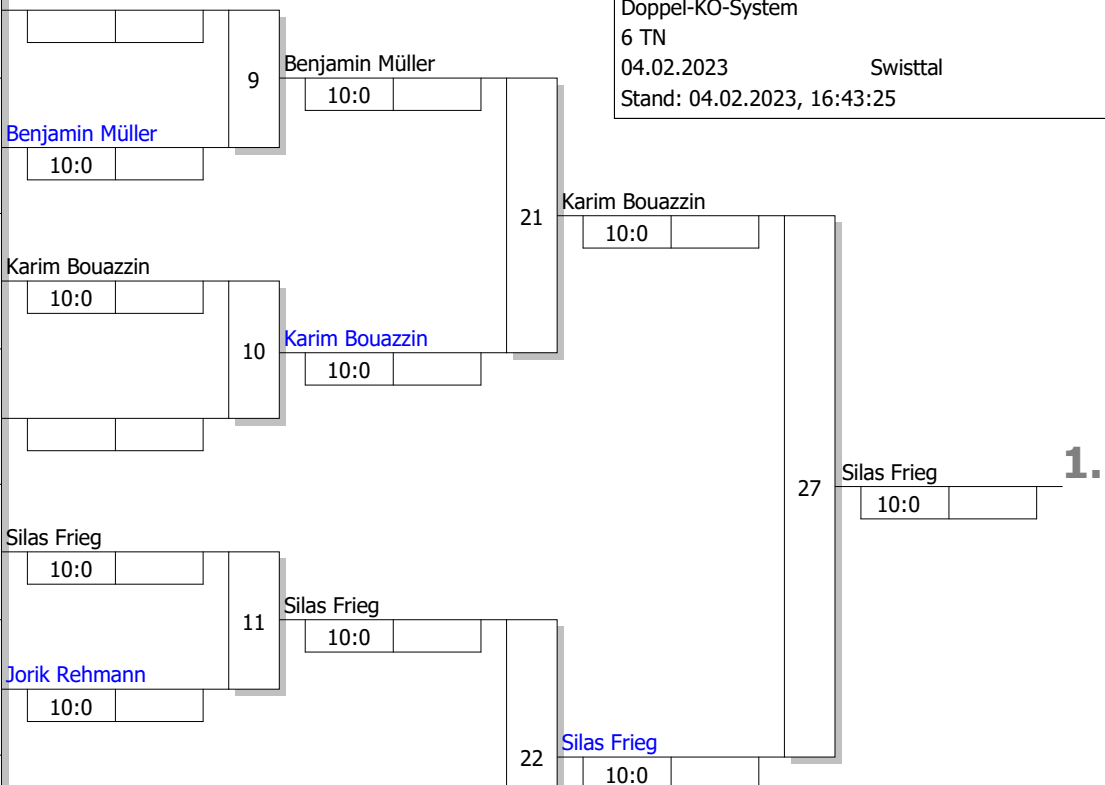 Doppel-KO-System
6 TN
04.02.2023 Swisttal
Stand: 04.02.2023, 16:43:25
9
Benjamin Müller
10:0
Benjamin Müller
10:0
21
Karim Bouazzin
10:0
Karim Bouazzin
10:0
10
Karim Bouazzin
10:0
27
Silas Frieg
1.
10:0
Silas Frieg
10:0
11
Silas Frieg
10:0
Jorik Rehmann
10:0
22
Silas Frieg
10:0